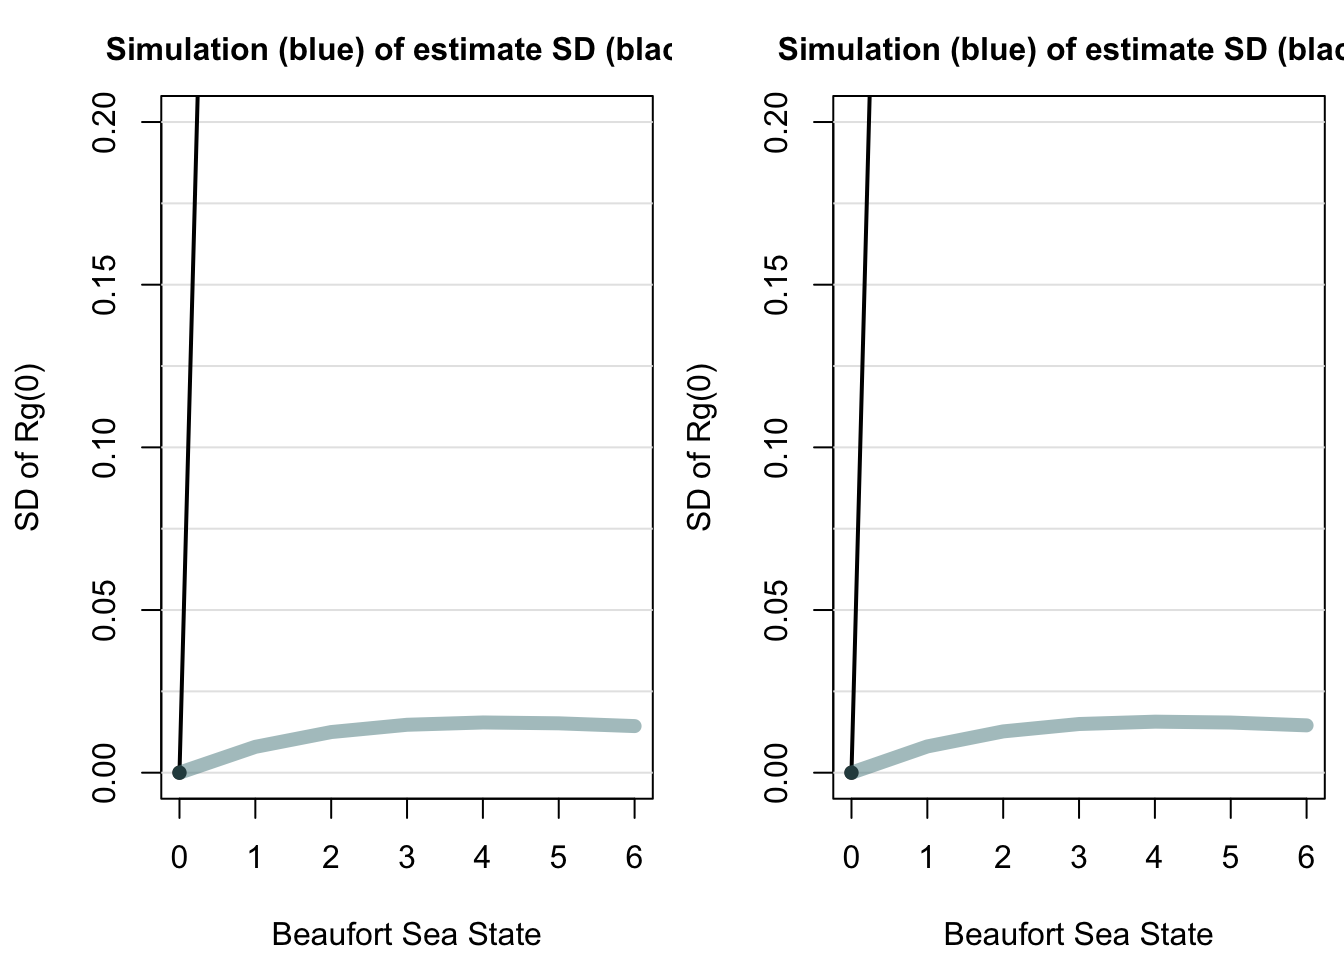 Simulation (blue) of estimate SD (blac
SD of Rg(0)
0.20
0.15
0.10
0.05
0.00
0 1 2 3 4 5 6
Beaufort Sea State
Simulation (blue) of estimate SD (blac
SD of Rg(0)
0.20
0.15
0.10
0.05
0.00
0 1 2 3 4 5 6
Beaufort Sea State